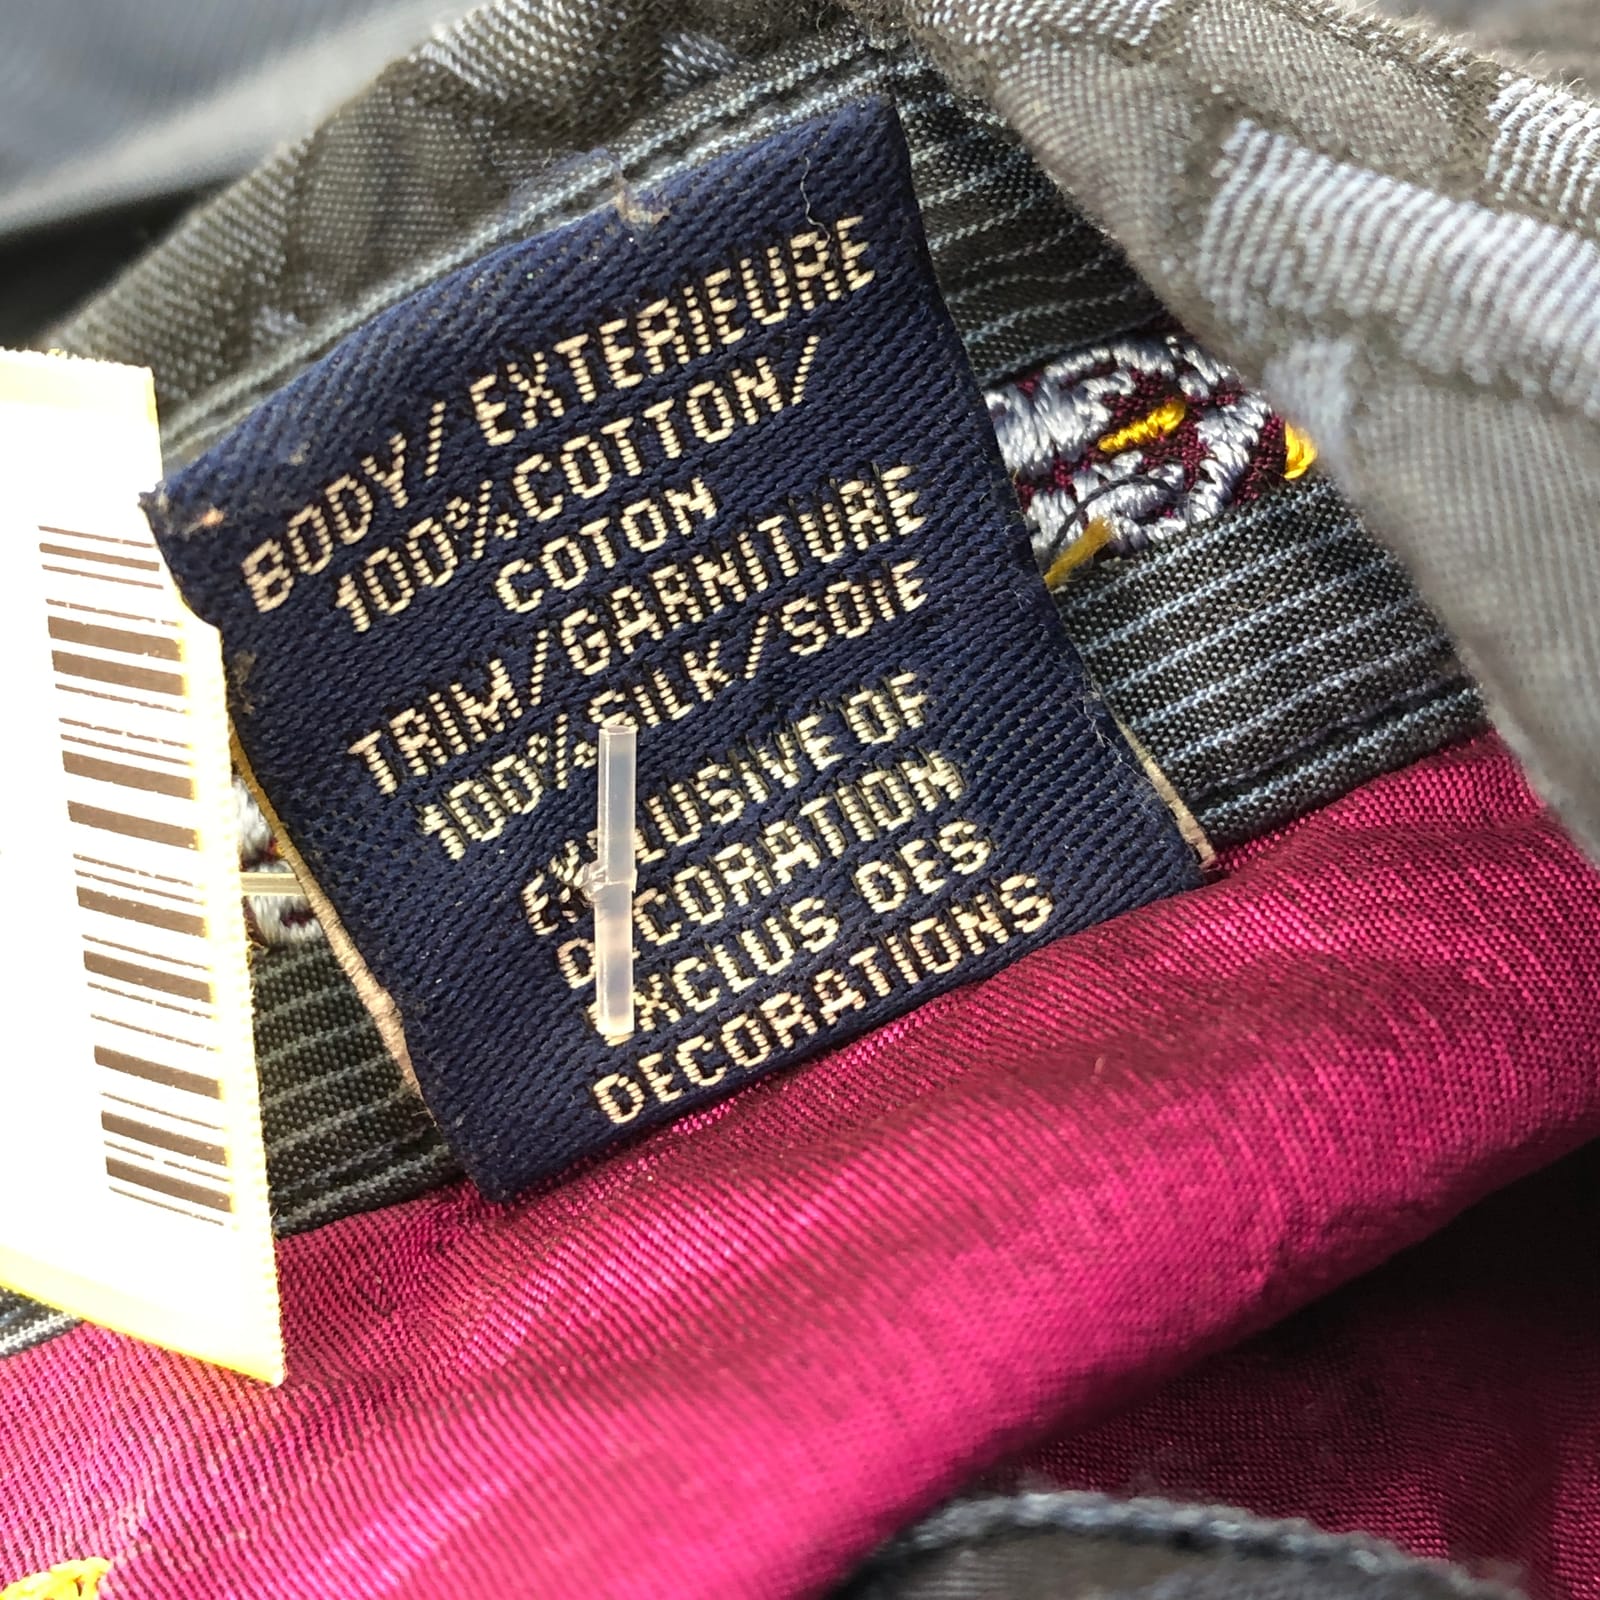 BODY/ EXTERIEURE
100% COTTON/
COTON
TRIM/GARNITURE
100% SILK/SOIE
EXCLUSIVE OF
DECORATION
EXCLUS DES
DECORATIONS